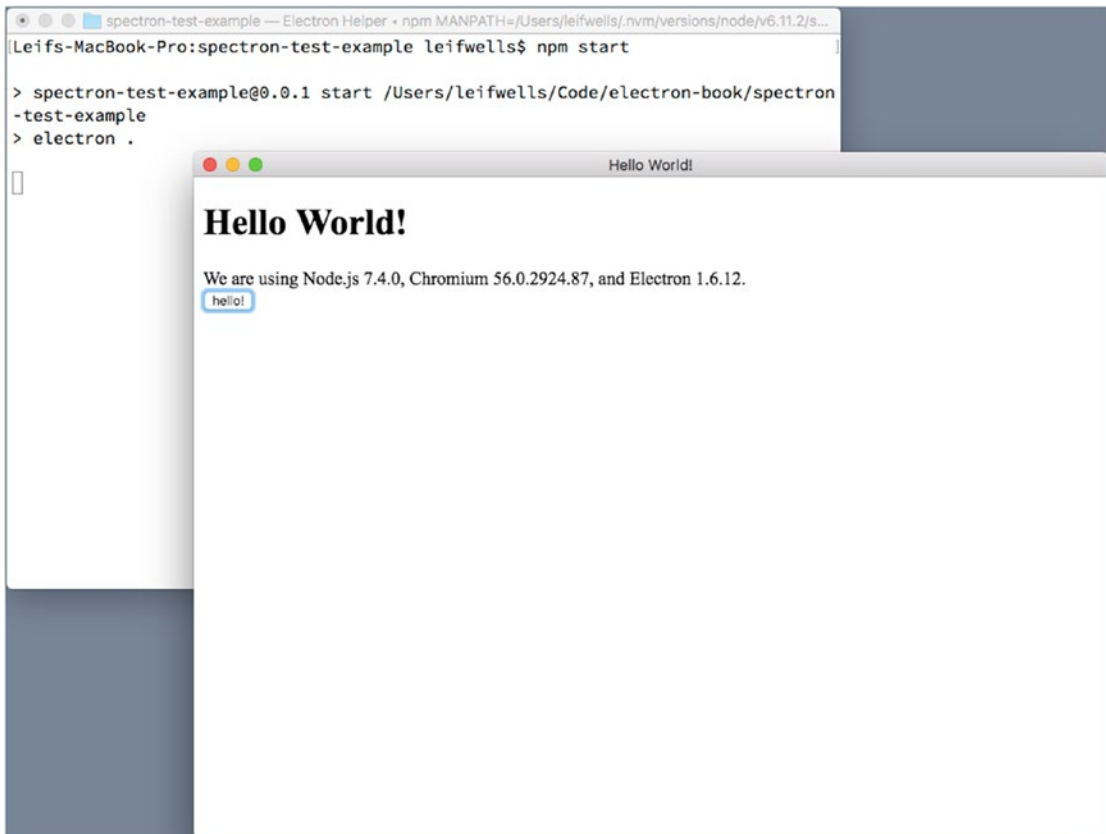 spectron-test-example — Electron Helper • npm MANPATH=/Users/leifwells/.nvm/versions/node/v6.11.2/s...
[Leifs-MacBook-Pro:spectron-test-example leifwells$ npm start ]
> spectron-test-example@0.0.1 start /Users/leifwells/Code/electron-book/spectron
-test-example
> electron .
Hello World!
Hello World!
We are using Node.js 7.4.0, Chromium 56.0.2924.87, and Electron 1.6.12.
hello!